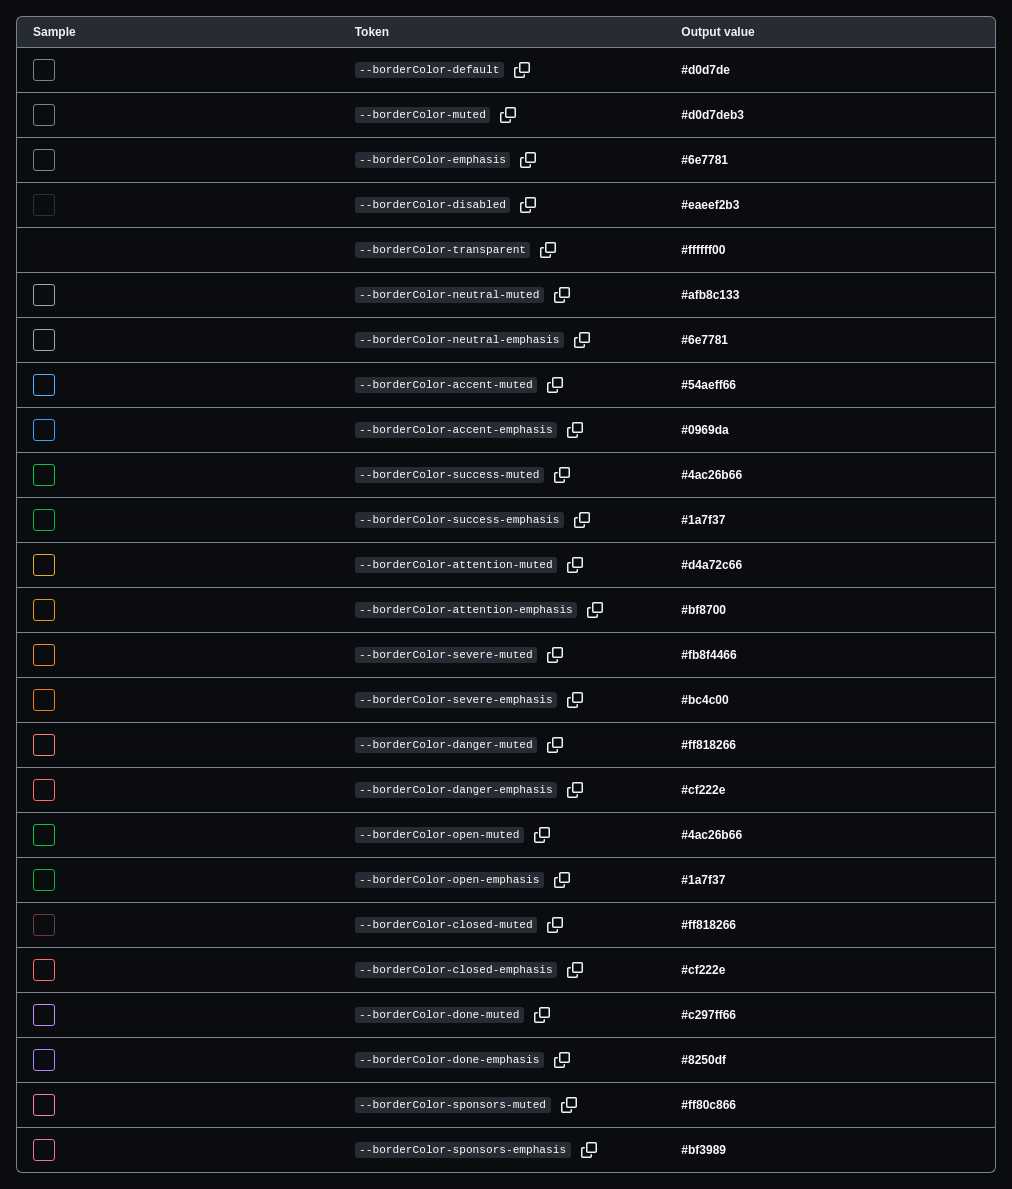 Sample Token Output value
--borderColor-default #d0d7de
--borderColor-muted #d0d7deb3
--borderColor-emphasis #6e7781
--borderColor-disabled #eaeef2b3
--borderColor-transparent #ffffff00
--borderColor-neutral-muted #afb8c133
--borderColor-neutral-emphasis #6e7781
--borderColor-accent-muted #54aeff66
--borderColor-accent-emphasis #0969da
--borderColor-success-muted #4ac26b66
--borderColor-success-emphasis #1a7f37
--borderColor-attention-muted #d4a72c66
--borderColor-attention-emphasis #bf8700
--borderColor-severe-muted #fb8f4466
--borderColor-severe-emphasis #bc4c00
--borderColor-danger-muted #ff818266
--borderColor-danger-emphasis #cf222e
--borderColor-open-muted #4ac26b66
--borderColor-open-emphasis #1a7f37
--borderColor-closed-muted #ff818266
--borderColor-closed-emphasis #cf222e
--borderColor-done-muted #c297ff66
--borderColor-done-emphasis #8250df
--borderColor-sponsors-muted #ff80c866
--borderColor-sponsors-emphasis #bf3989